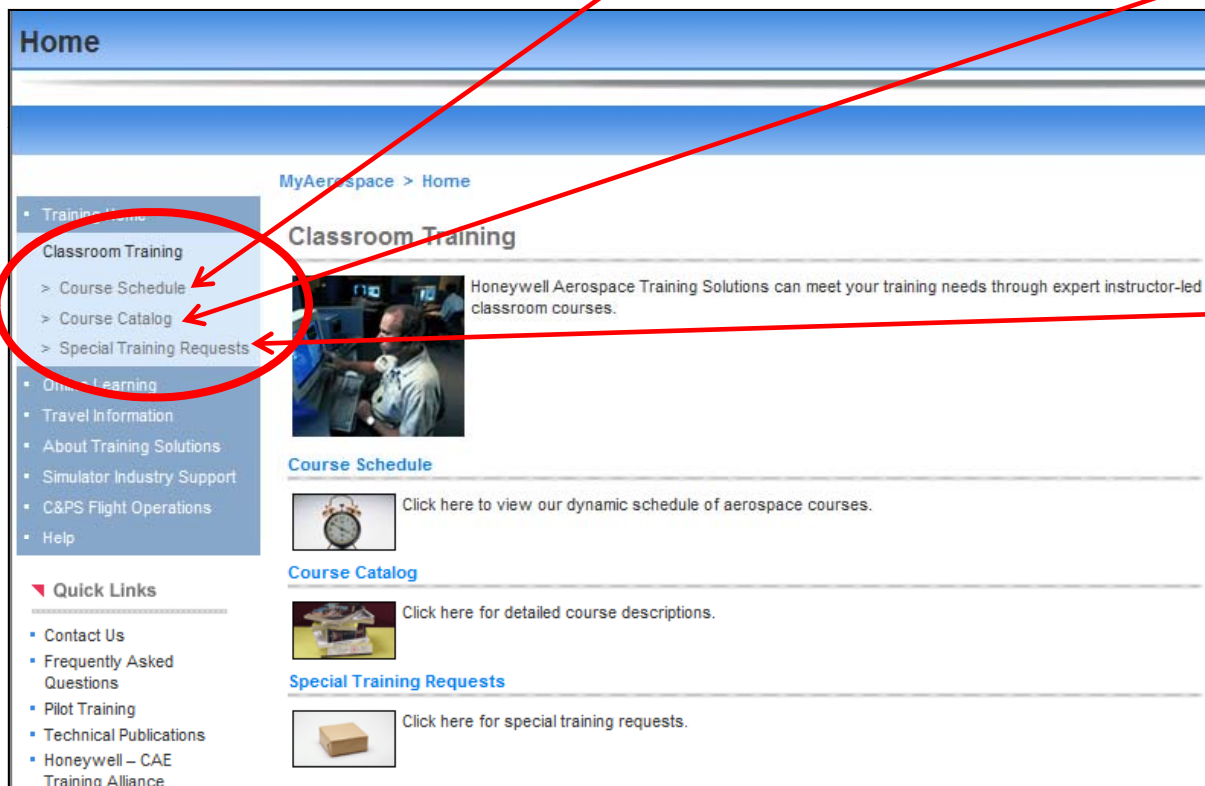 Home
MyAerospace > Home
Training Home
Classroom Training
> Course Schedule
> Course Catalog
> Special Training Requests
Online Learning
Travel Information
About Training Solutions
Simulator Industry Support
C&PS Flight Operations
Help
Quick Links
Contact Us
Frequently Asked
Questions
Pilot Training
Technical Publications
Honeywell – CAE
Training Alliance
Classroom Training
Honeywell Aerospace Training Solutions can meet your training needs through expert instructor-led
classroom courses.
Course Schedule
Click here to view our dynamic schedule of aerospace courses.
Course Catalog
Click here for detailed course descriptions.
Special Training Requests
Click here for special training requests.